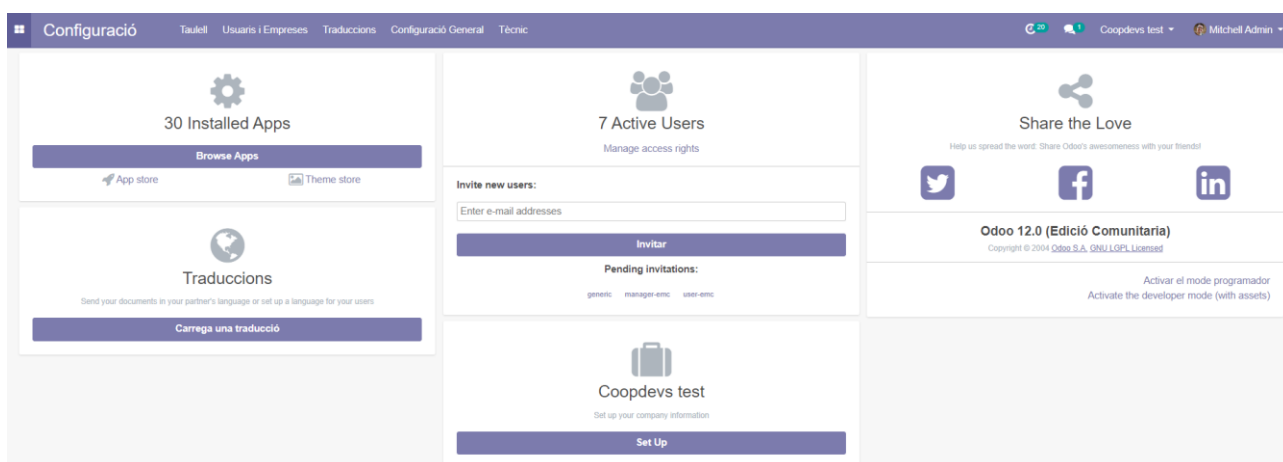 Configuració Taulell Usuaris i Empreses Traduccions Configuració General Tècnic 20 1 Coopdevs test Mitchell Admin
30 Installed Apps
Browse Apps
App store Theme store
Traduccions
Send your documents in your partner's language or set up a language for your users
Carrega una traducció
7 Active Users
Manage access rights
Invite new users:
Enter e-mail addresses
Invitar
Pending invitations:
generic manager-emc user-emc
Coopdevs test
Set up your company information
Set Up
Share the Love
Help us spread the word: Share Odoo's awesomeness with your friends!
Odoo 12.0 (Edició Comunitaria)
Copyright © 2004 Odoo S.A. GNU LGPL Licensed
Activar el mode programador
Activate the developer mode (with assets)